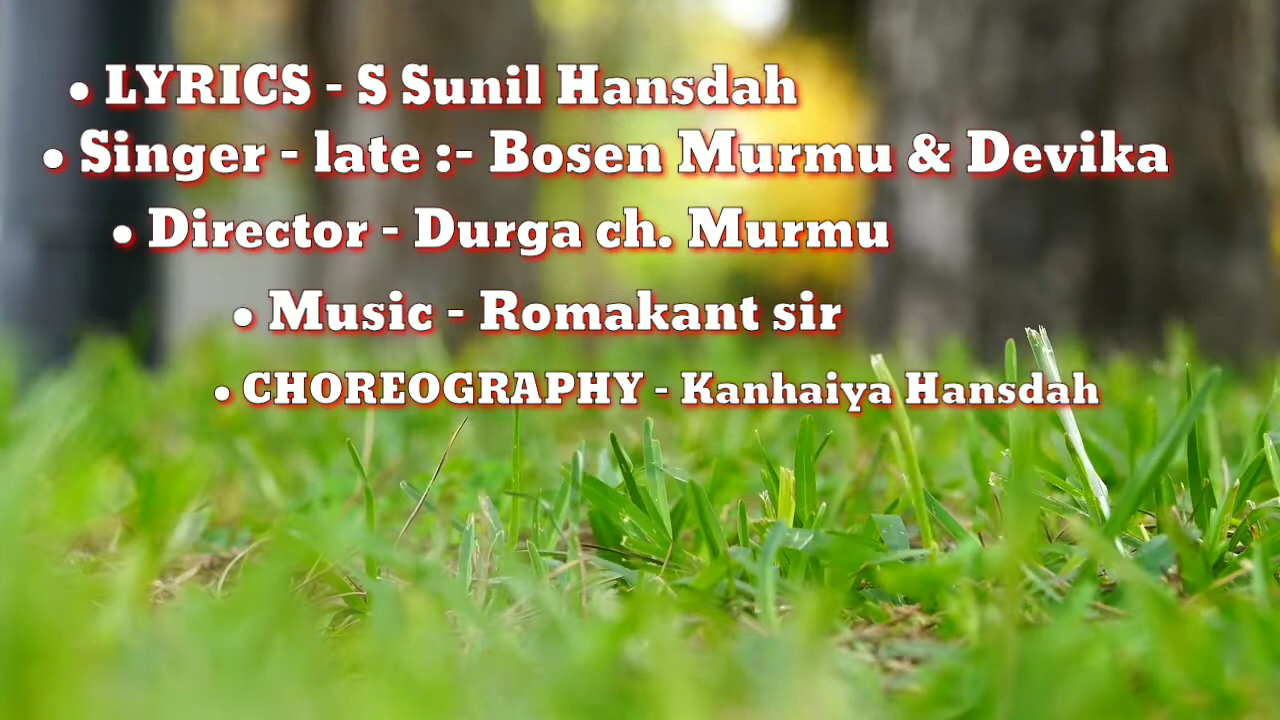 • LYRICS - S Sunil Hansdah
• Singer - late :- Bosen Murmu & Devika
• Director - Durga ch. Murmu
• Music - Romakant sir
• CHOREOGRAPHY - Kanhaiya Hansdah